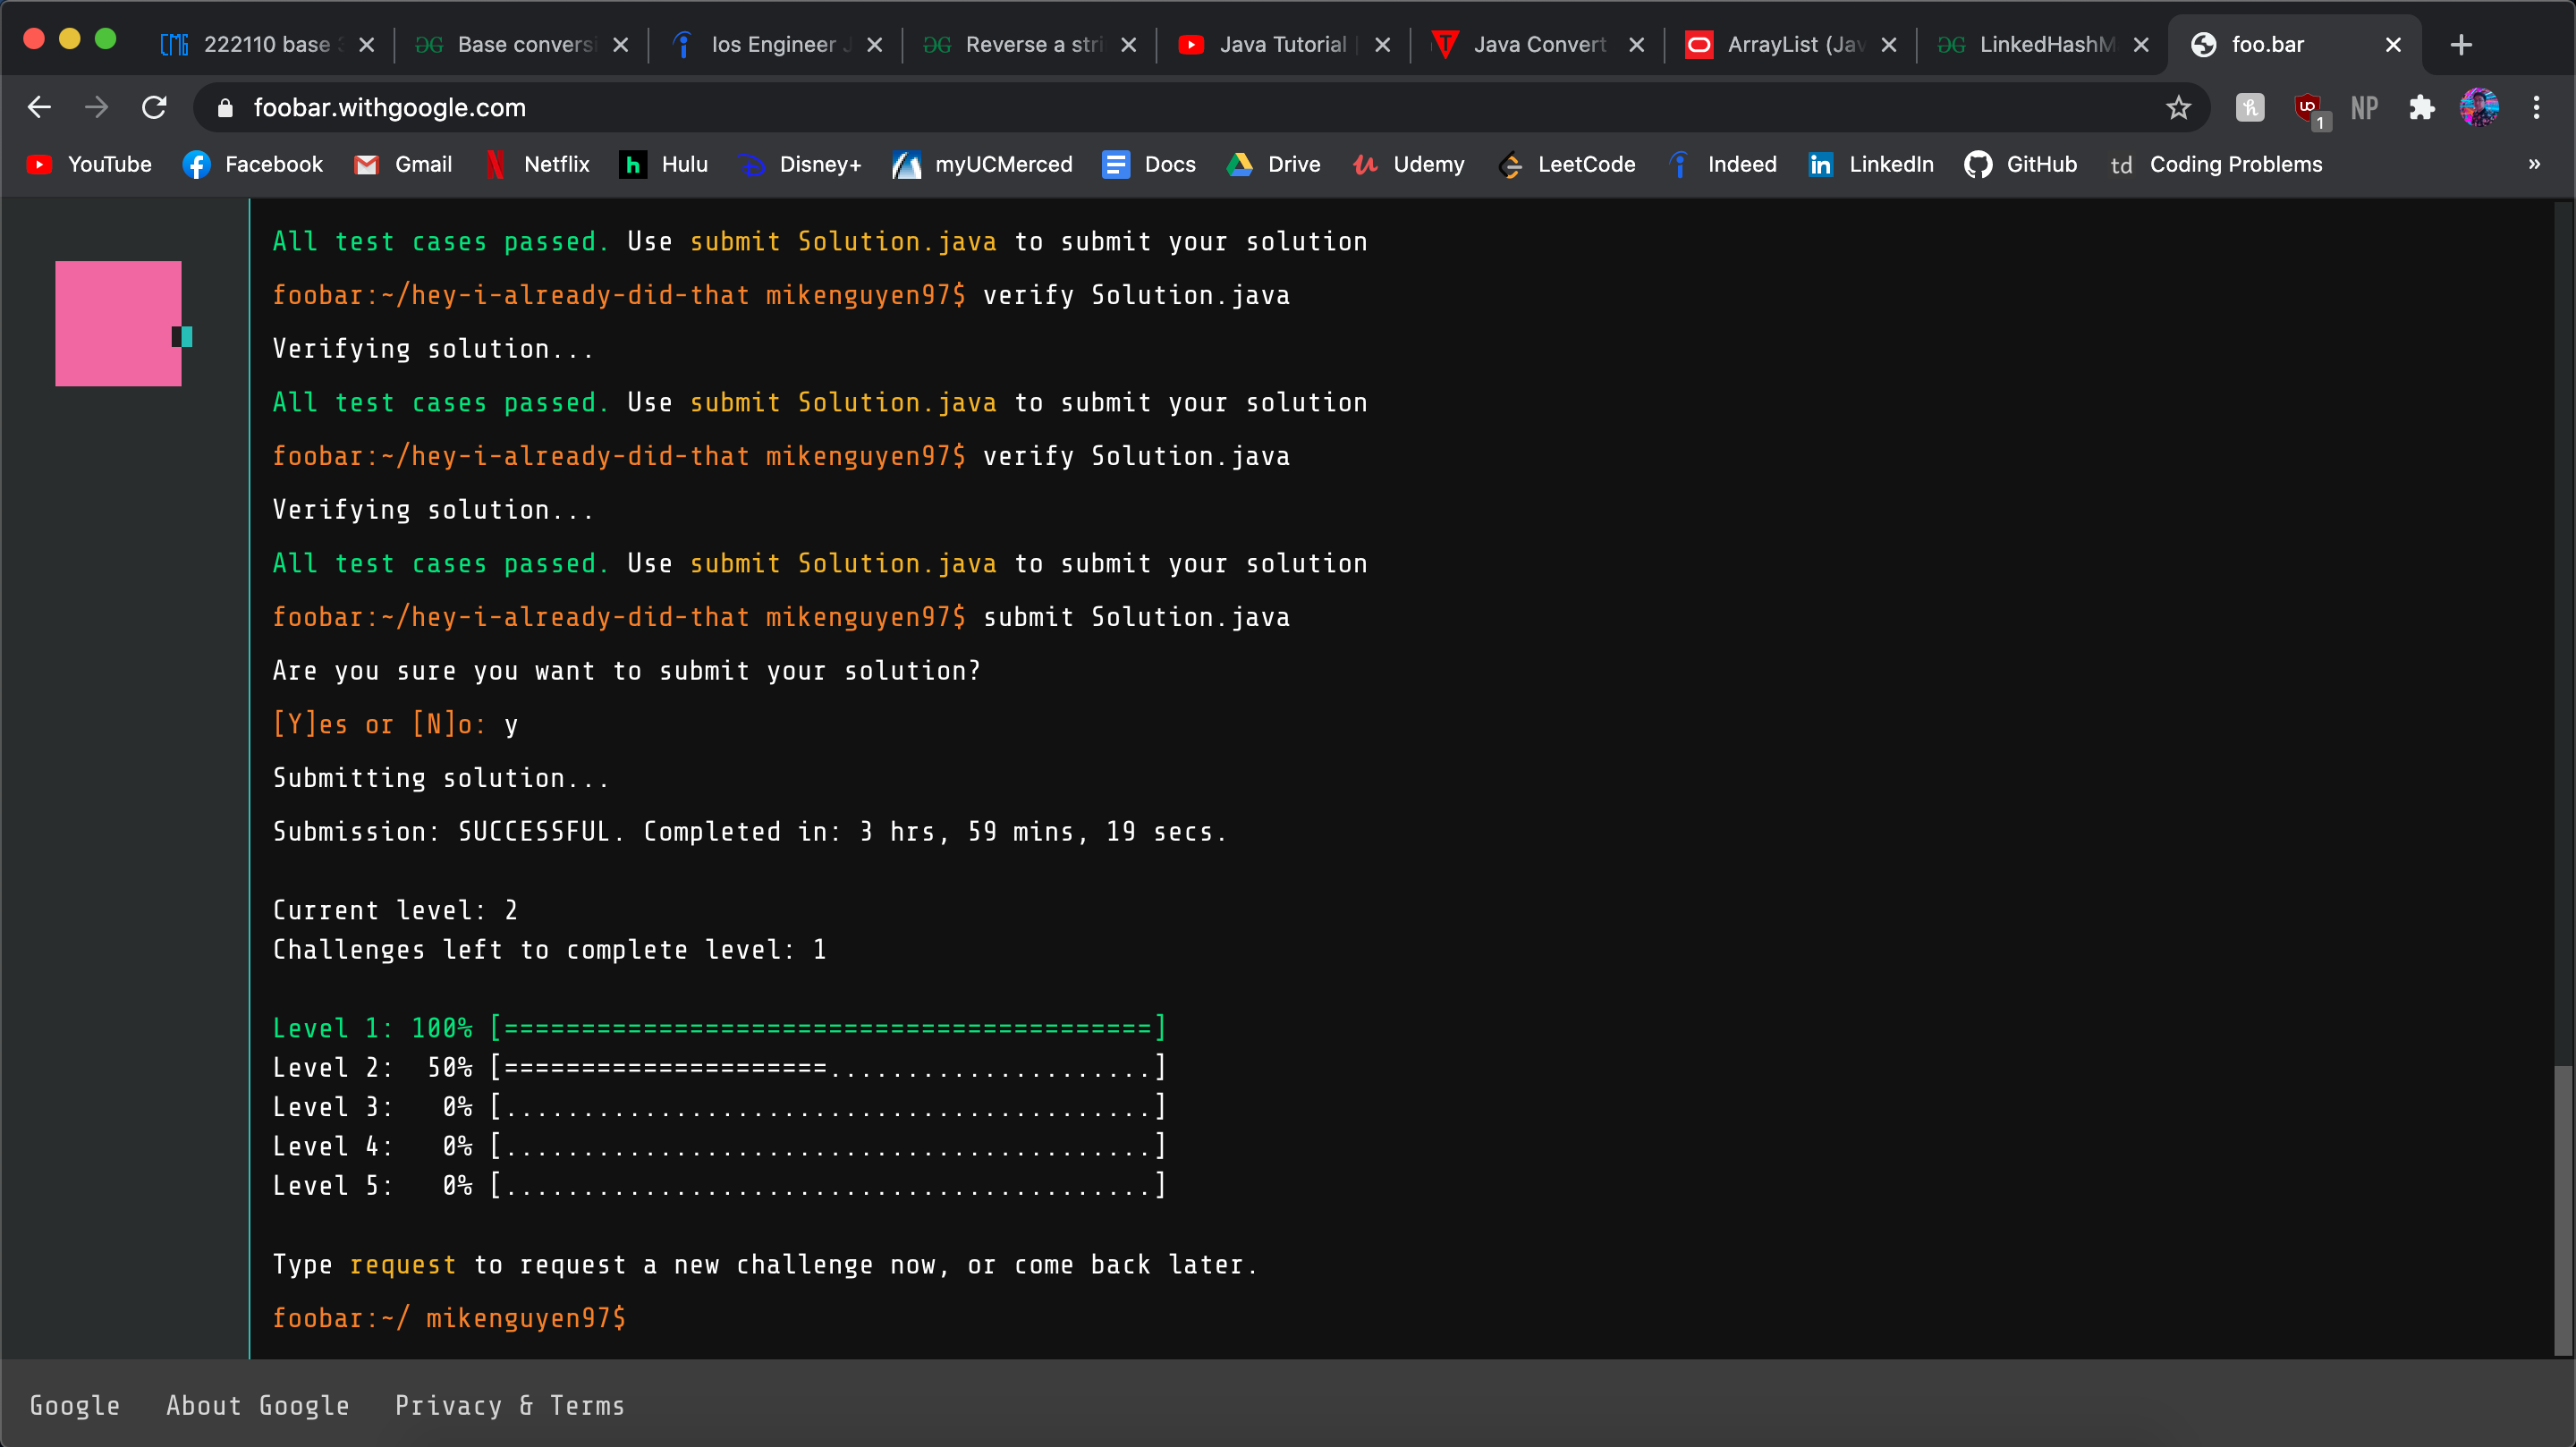 222110 base
Base convers
Ios Engineer J
Reverse a stri
Java Tutorial
Java Convert
ArrayList (Jav
LinkedHashM
foo.bar
foobar.withgoogle.com
1
NP
YouTube
Facebook
Gmail
Netflix
Hulu
Disney+
myUCMerced
Docs
Drive
Udemy
LeetCode
Indeed
LinkedIn
GitHub
td
Coding Problems
»
All test cases passed. Use submit Solution.java to submit your solution
foobar:~/hey-i-already-did-that mikenguyen97$ verify Solution.java
Verifying solution...
All test cases passed. Use submit Solution.java to submit your solution
foobar:~/hey-i-already-did-that mikenguyen97$ verify Solution.java
Verifying solution...
All test cases passed. Use submit Solution.java to submit your solution
foobar:~/hey-i-already-did-that mikenguyen97$ submit Solution.java
Are you sure you want to submit your solution?
[Y]es or [N]o: y
Submitting solution...
Submission: SUCCESSFUL. Completed in: 3 hrs, 59 mins, 19 secs.
Current level: 2
Challenges left to complete level: 1
Level 1: 100% [==========================================]
Level 2:  50% [=====================.....................]
Level 3:   0% [..........................................]
Level 4:   0% [..........................................]
Level 5:   0% [..........................................]
Type request to request a new challenge now, or come back later.
foobar:~/ mikenguyen97$
Google
About Google
Privacy & Terms